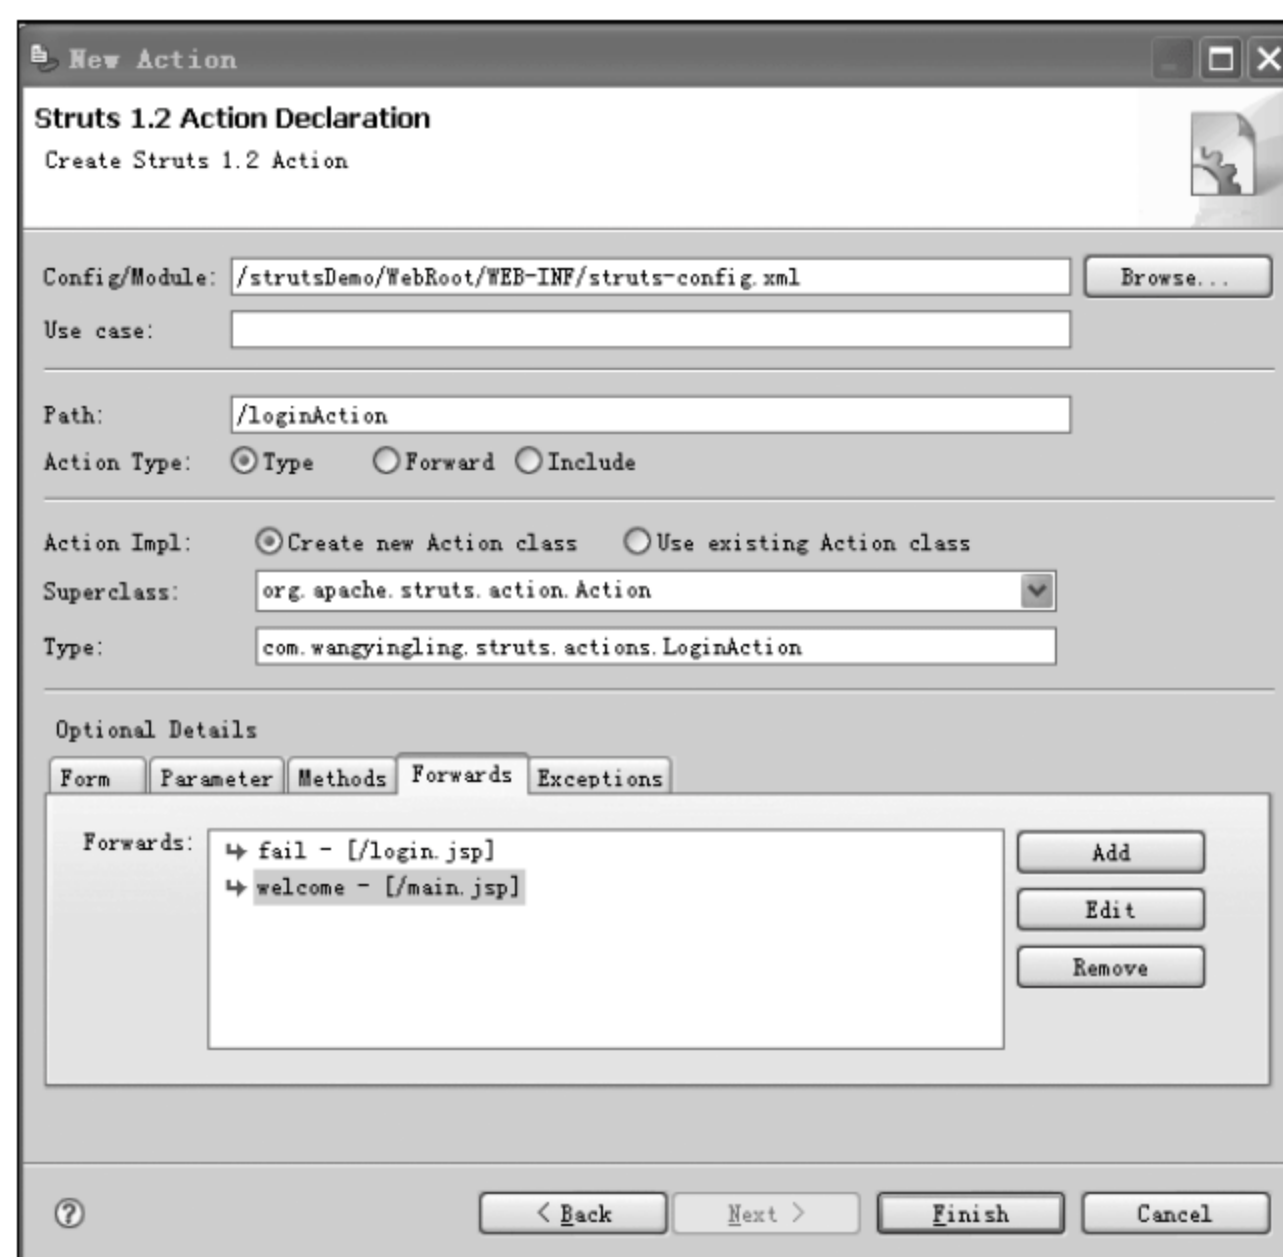 New Action
Struts 1.2 Action Declaration
Create Struts 1.2 Action
Config/Module: /strutsDemo/WebRoot/WEB-INF/struts-config.xml Browse...
Use case:
Path: /loginAction
Action Type: Type Forward Include
Action Impl: Create new Action class Use existing Action class
Superclass: org.apache.struts.action.Action
Type: com.wangyingling.struts.actions.LoginAction
Optional Details
Form Parameter Methods Forwards Exceptions
Forwards: fail - [/login.jsp] Add
welcome - [/main.jsp] Edit
Remove
? < Back Next > Finish Cancel